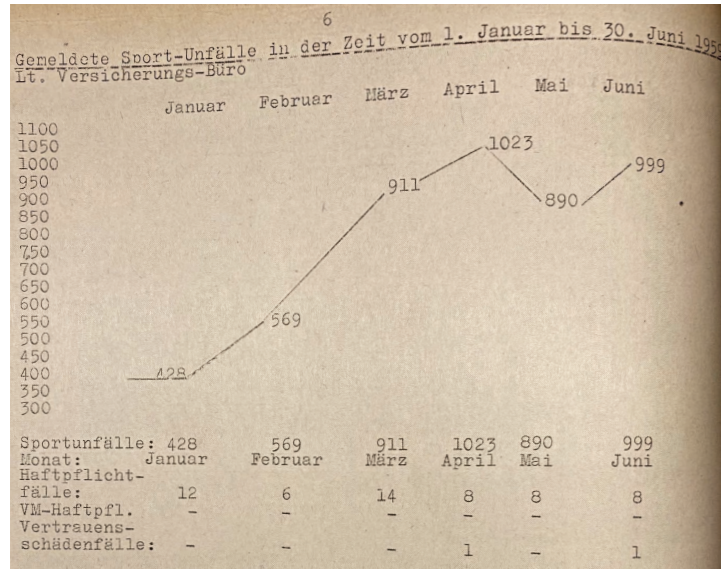 6
Gemeldete Sport-Unfälle in der Zeit vom 1. Januar bis 30. Juni 1959
Lt. Versicherungs-Büro
Januar Februar März April Mai Juni
1100
1050 1023
1000 999
950 911
900 890
850
800
750
700
650
600
550 569
500
450
400 428
350
300
Sportunfälle: 428 569 911 1023 890 999
Monat: Januar Februar März April Mai Juni
Haftpflicht-
fälle: 12 6 14 8 8 8
VM-Haftpfl. - - - - - -
Vertrauens-
schädenfälle: - - - 1 - 1